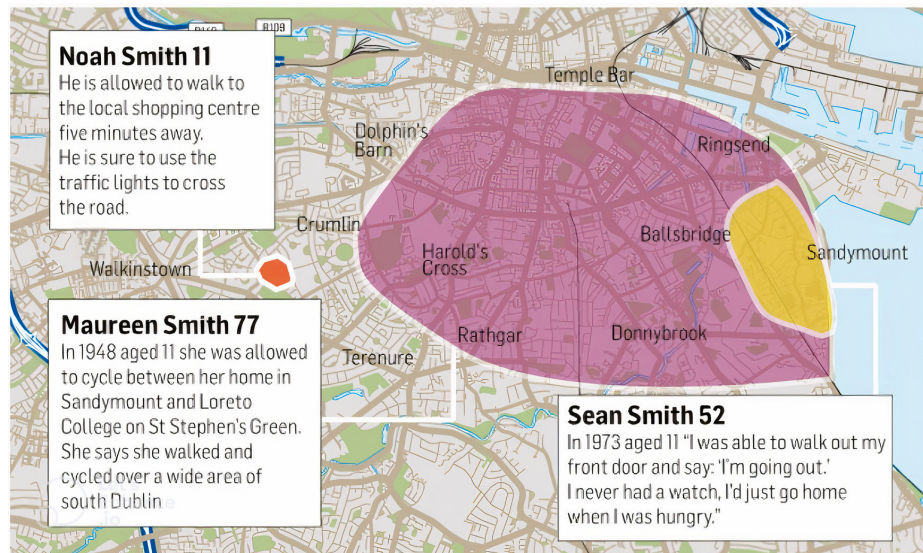 R109
Noah Smith 11
He is allowed to walk to
the local shopping centre
five minutes away.
He is sure to use the
traffic lights to cross
the road.
Temple Bar
Dolphin's
Barn
Ringsend
Crumlin
Ballsbridge
Harold's
Cross
Sandymount
Walkinstown
Maureen Smith 77
In 1948 aged 11 she was allowed
to cycle between her home in
Sandymount and Loreto
College on St Stephen's Green.
She says she walked and
cycled over a wide area of
south Dublin
Rathgar
Donnybrook
Terenure
Sean Smith 52
In 1973 aged 11 “I was able to walk out my
front door and say: ‘I’m going out.’
I never had a watch, I’d just go home
when I was hungry.”